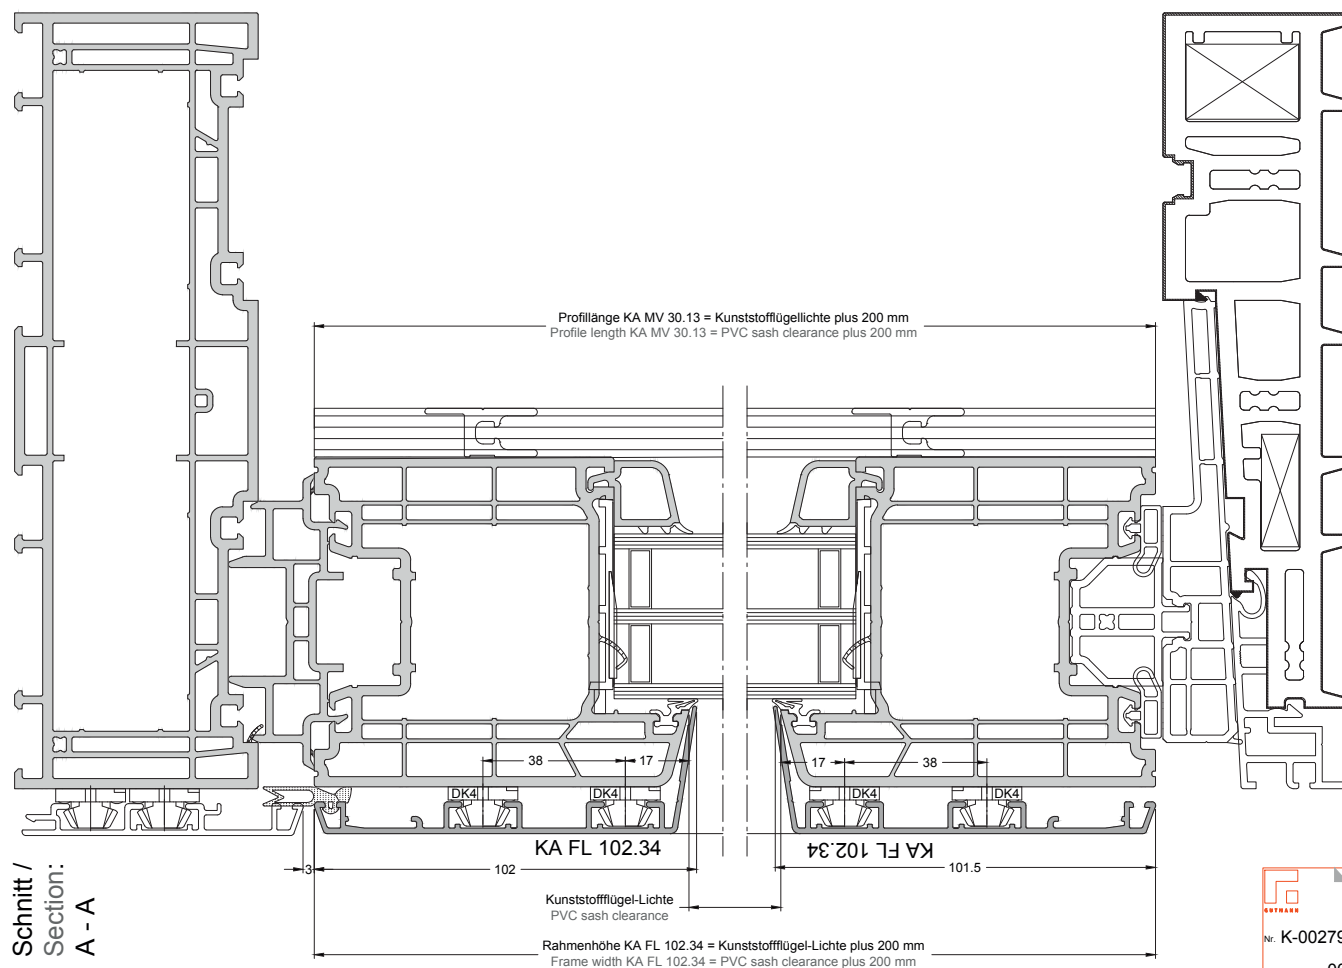 Profillänge KA MV 30.13 = Kunststofflügellichte plus 200 mm
Profile length KA MV 30.13 = PVC sash clearance plus 200 mm
38
17
17
38
DK4
DK4
DK4
DK4
KA FL 102.34
KA FL 102.34
3
102
101.5
Kunststoffflügel-Lichte
PVC sash clearance
Rahmenhöhe KA FL 102.34 = Kunststoffflügel-Lichte plus 200 mm
Frame width KA FL 102.34 = PVC sash clearance plus 200 mm
Schnitt /
Section:
A - A
GUTMANN
Nr. K-00279